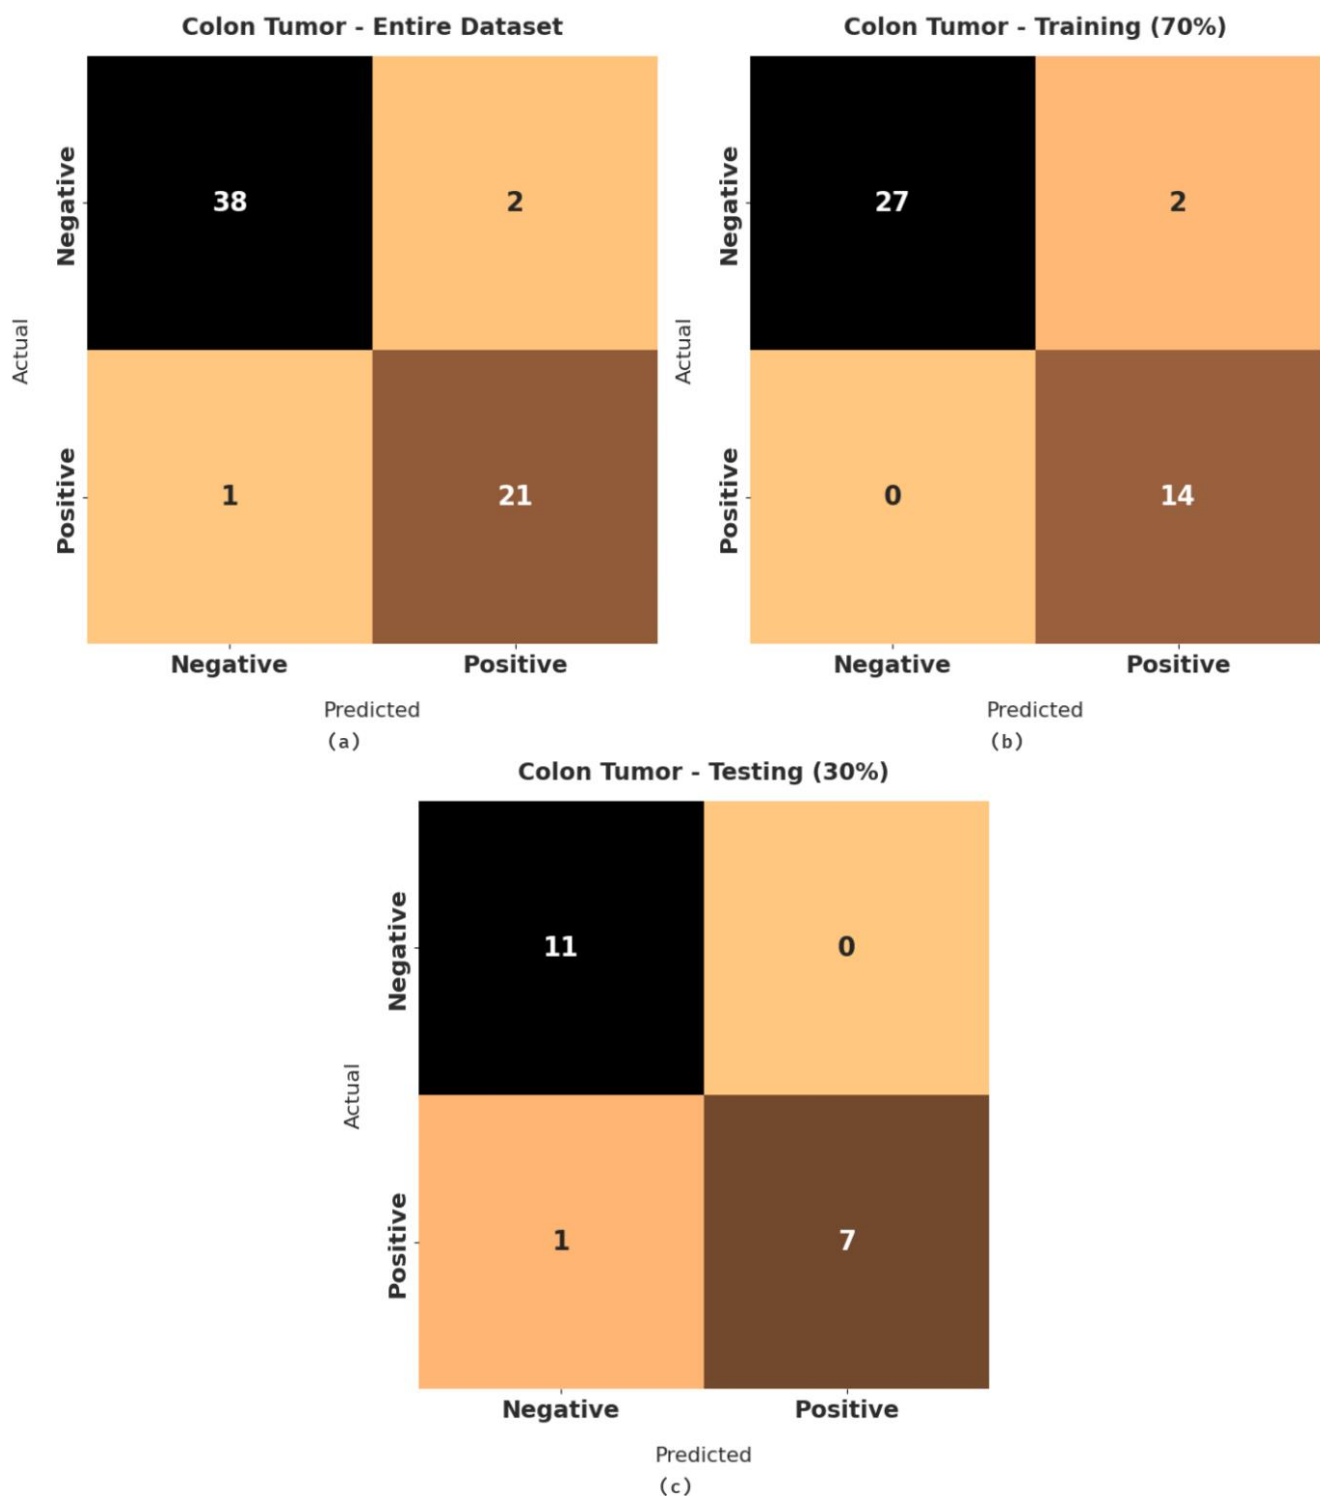 Colon Tumor - Entire Dataset
Negative
38
2
Actual
Positive
1
21
Negative
Positive
Predicted
(a)
Colon Tumor - Training (70%)
Negative
27
2
Actual
Positive
0
14
Negative
Positive
Predicted
(b)
Colon Tumor - Testing (30%)
Negative
11
0
Actual
Positive
1
7
Negative
Positive
Predicted
(c)